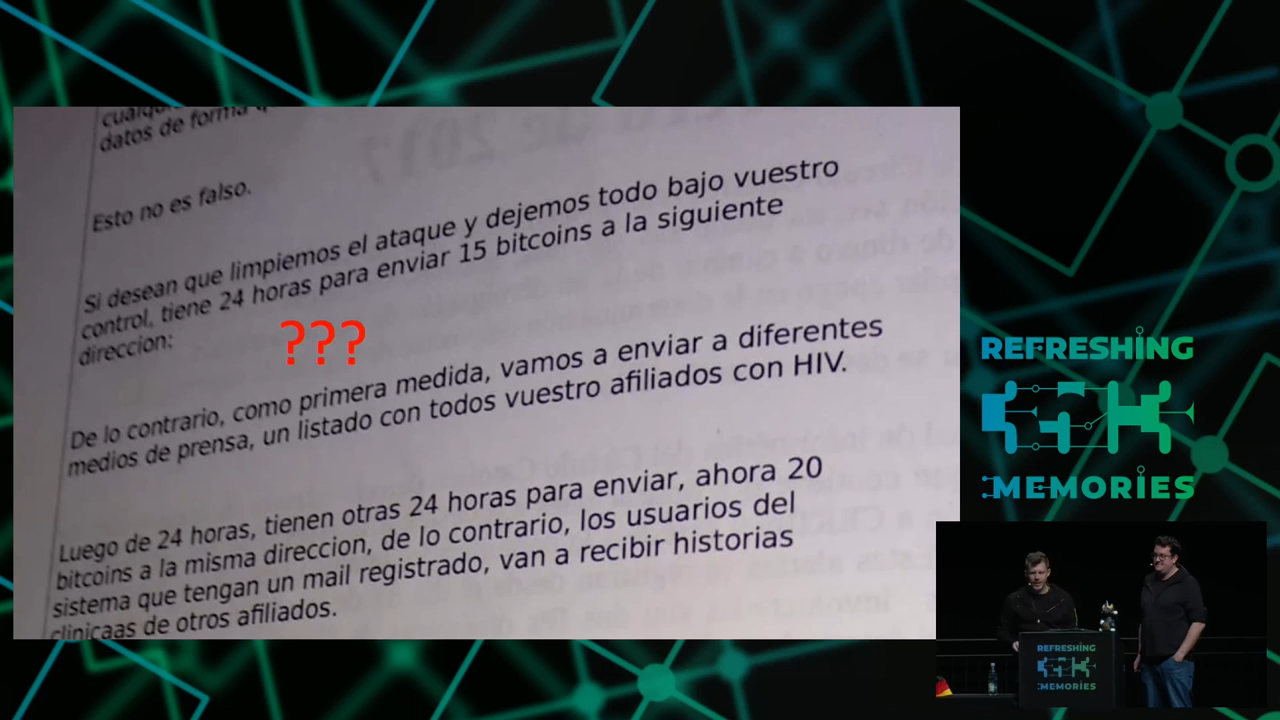 datos de forma
Esto no es falso.
Si desean que limpiemos el ataque y dejemos todo bajo vuestro
control, tiene 24 horas para enviar 15 bitcoins a la siguiente
direccion:
???
De lo contrario, como primera medida, vamos a enviar a diferentes
medios de prensa, un listado con todos vuestro afiliados con HIV.
Luego de 24 horas, tienen otras 24 horas para enviar, ahora 20
bitcoins a la misma direccion, de lo contrario, los usuarios del
sistema que tengan un mail registrado, van a recibir historias
clinicaas de otros afiliados.
REFRESHING
:MEMORIES
REFRESHING
:MEMORIES